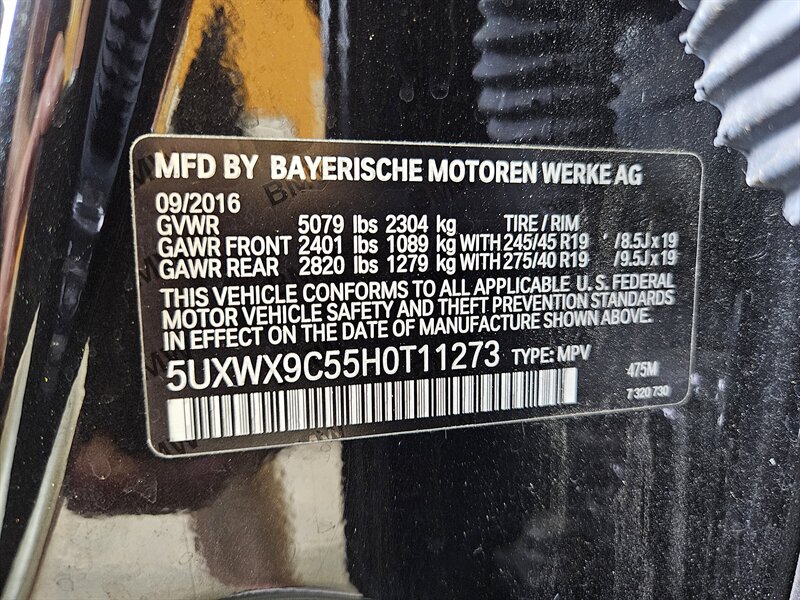 MFD BY BAYERISCHE MOTOREN WERKE AG
09/2016
GVWR 5079 lbs 2304 kg TIRE / RIM
GAWR FRONT 2401 lbs 1089 kg WITH 245/45 R19 /8.5J x 19
GAWR REAR 2820 lbs 1279 kg WITH 275/40 R19 /9.5J x 19
THIS VEHICLE CONFORMS TO ALL APPLICABLE U.S. FEDERAL
MOTOR VEHICLE SAFETY AND THEFT PREVENTION STANDARDS
IN EFFECT ON THE DATE OF MANUFACTURE SHOWN ABOVE.
5UXWX9C55H0T11273 TYPE: MPV 475M
7 320 730